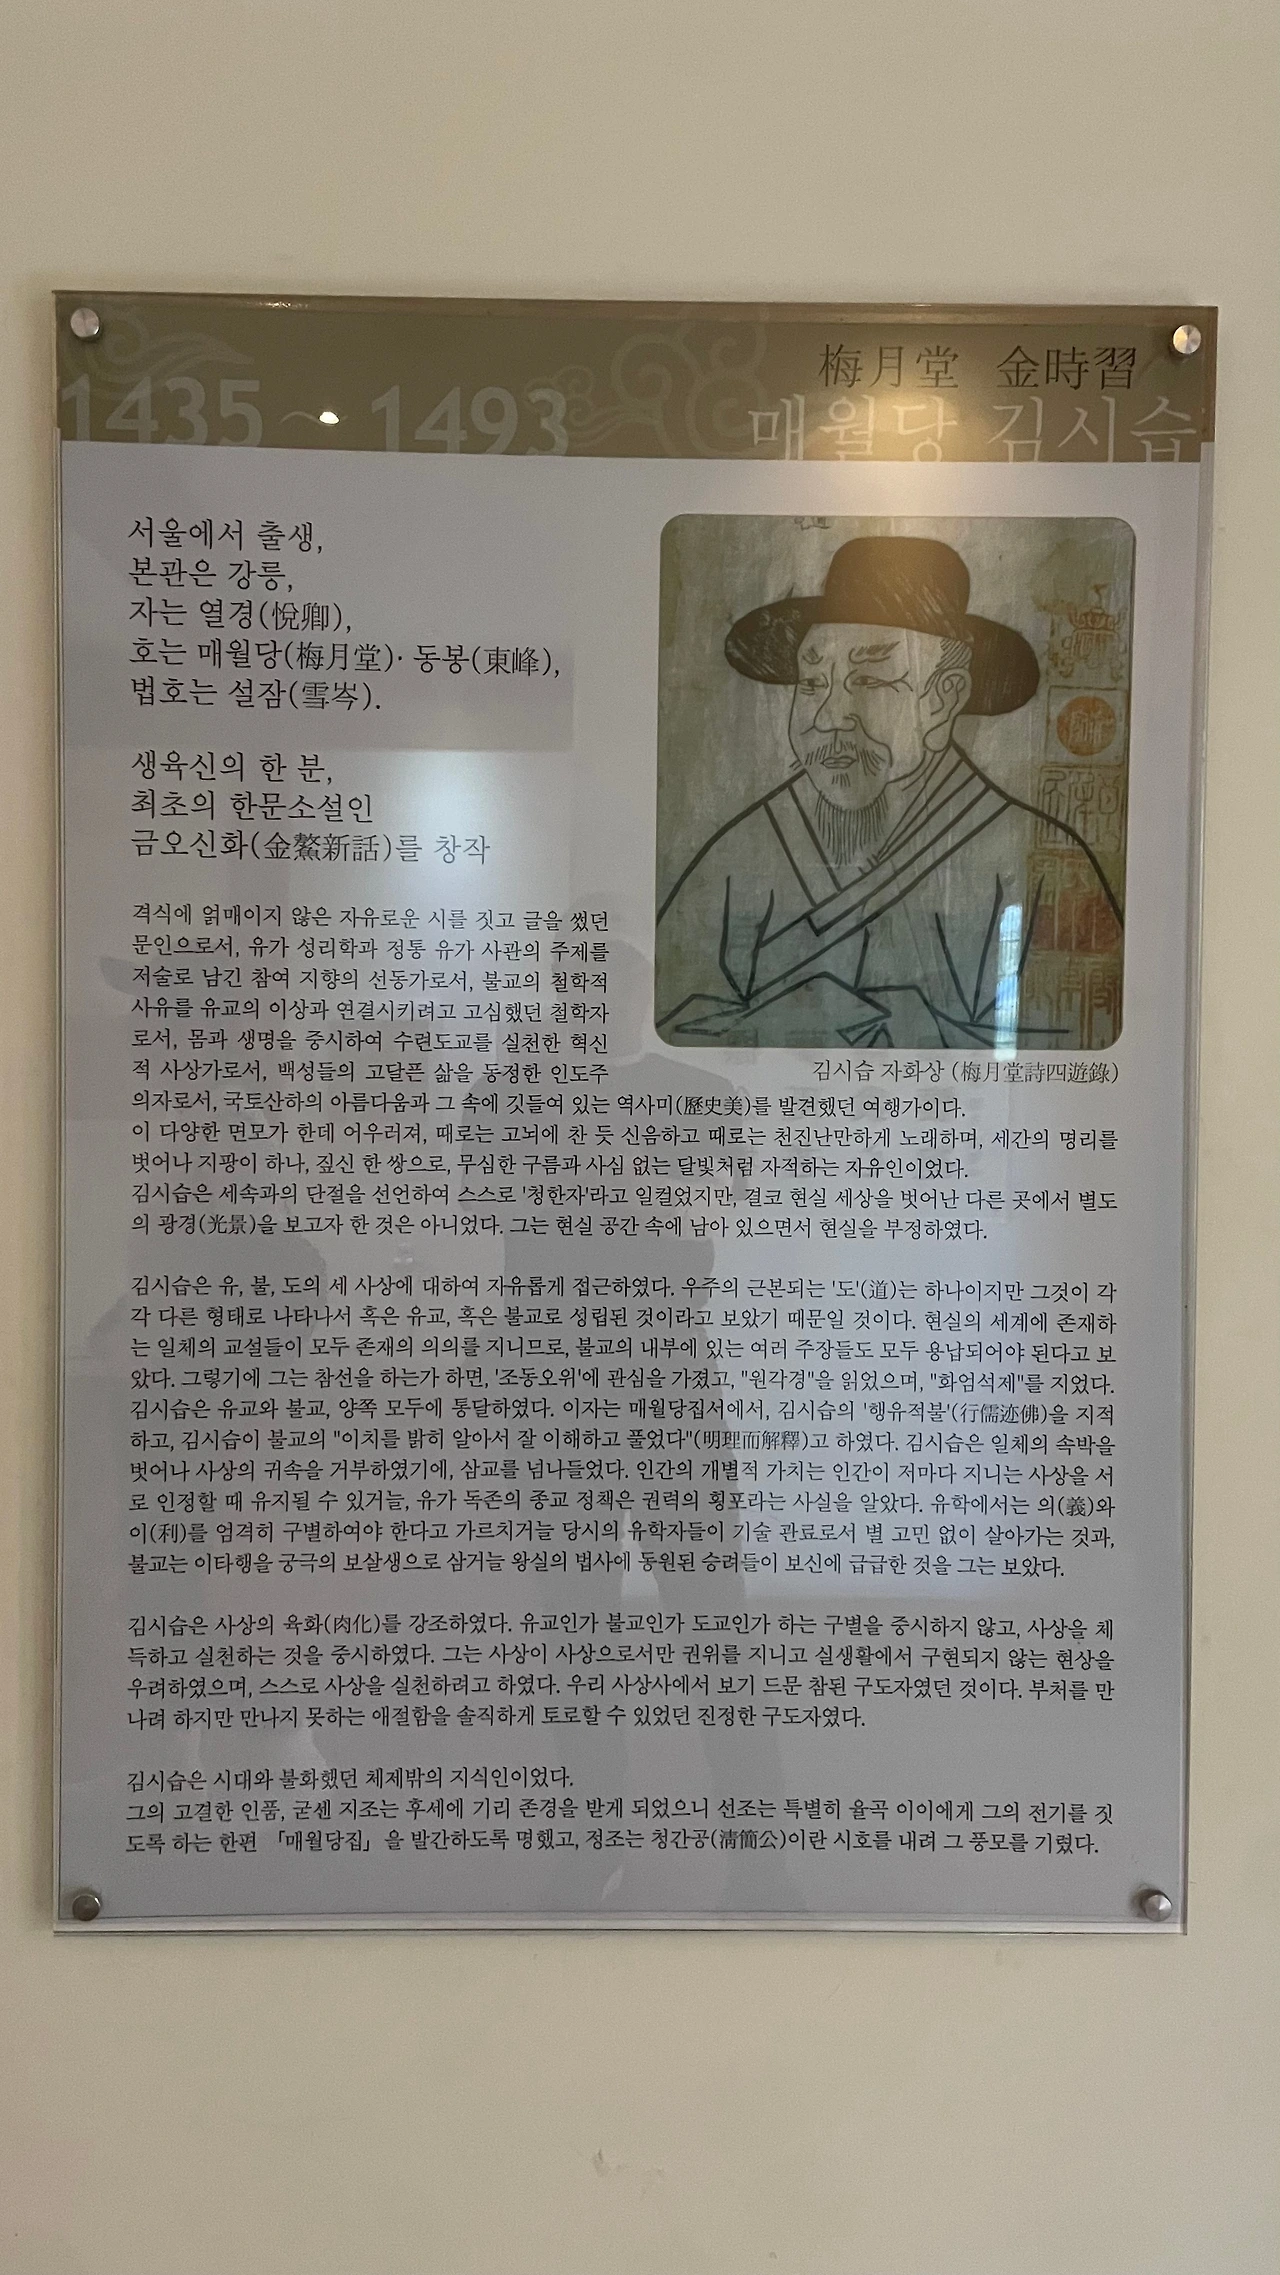 梅月堂 金時習
1435 ~ 1493
매월당 김시습
서울에서 출생,
본관은 강릉,
자는 열경(悅卿),
호는 매월당(梅月堂)· 동봉(東峰),
법호는 설잠(雪岑).
생육신의 한 분,
최초의 한문소설인
금오신화(金鰲新話)를 창작
김시습 자화상 (梅月堂詩四遊錄)
격식에 얽매이지 않은 자유로운 시를 짓고 글을 썼던
문인으로서, 유가 성리학과 정통 유가 사관의 주제를
저술로 남긴 참여 지향의 선동가로서, 불교의 철학적
사유를 유교의 이상과 연결시키려고 고심했던 철학자
로서, 몸과 생명을 중시하여 수련도교를 실천한 혁신
적 사상가로서, 백성들의 고달픈 삶을 동정한 인도주
의자로서, 국토산하의 아름다움과 그 속에 깃들여 있는 역사미(歷史美)를 발견했던 여행가이다.
이 다양한 면모가 한데 어우러져, 때로는 고뇌에 찬 듯 신음하고 때로는 천진난만하게 노래하며, 세간의 명리를
벗어나 지팡이 하나, 짚신 한 쌍으로, 무심한 구름과 사심 없는 달빛처럼 자적하는 자유인이었다.
김시습은 세속과의 단절을 선언하여 스스로 '청한자'라고 일컬었지만, 결코 현실 세상을 벗어난 다른 곳에서 별도
의 광경(光景)을 보고자 한 것은 아니었다. 그는 현실 공간 속에 남아 있으면서 현실을 부정하였다.
김시습은 유, 불, 도의 세 사상에 대하여 자유롭게 접근하였다. 우주의 근본되는 '도'(道)는 하나이지만 그것이 각
각 다른 형태로 나타나서 혹은 유교, 혹은 불교로 성립된 것이라고 보았기 때문일 것이다. 현실의 세계에 존재하
는 일체의 교설들이 모두 존재의 의의를 지니므로, 불교의 내부에 있는 여러 주장들도 모두 용납되어야 된다고 보
았다. 그렇기에 그는 참선을 하는가 하면, '조동오위'에 관심을 가졌고, "원각경"을 읽었으며, "화엄석제"를 지었다.
김시습은 유교와 불교, 양쪽 모두에 통달하였다. 이자는 매월당집서에서, 김시습의 '행유적불'(行儒迹佛)을 지적
하고, 김시습이 불교의 "이치를 밝히 알아서 잘 이해하고 풀었다"(明理而解釋)고 하였다. 김시습은 일체의 속박을
벗어나 사상의 귀속을 거부하였기에, 삼교를 넘나들었다. 인간의 개별적 가치는 인간이 저마다 지니는 사상을 서
로 인정할 때 유지될 수 있거늘, 유가 독존의 종교 정책은 권력의 횡포라는 사실을 알았다. 유학에서는 의(義)와
이(利)를 엄격히 구별하여야 한다고 가르치거늘 당시의 유학자들이 기술 관료로서 별 고민 없이 살아가는 것과,
불교는 이타행을 궁극의 보살생으로 삼거늘 왕실의 법사에 동원된 승려들이 보신에 급급한 것을 그는 보았다.
김시습은 사상의 육화(肉化)를 강조하였다. 유교인가 불교인가 도교인가 하는 구별을 중시하지 않고, 사상을 체
득하고 실천하는 것을 중시하였다. 그는 사상이 사상으로서만 권위를 지니고 실생활에서 구현되지 않는 현상을
우려하였으며, 스스로 사상을 실천하려고 하였다. 우리 사상사에서 보기 드문 참된 구도자였던 것이다. 부처를 만
나려 하지만 만나지 못하는 애절함을 솔직하게 토로할 수 있었던 진정한 구도자였다.
김시습은 시대와 불화했던 체제밖의 지식인이었다.
그의 고결한 인품, 굳센 지조는 후세에 기리 존경을 받게 되었으니 선조는 특별히 율곡 이이에게 그의 전기를 짓
도록 하는 한편 「매월당집」을 발간하도록 명했고, 정조는 청간공(淸簡公)이란 시호를 내려 그 풍모를 기렸다.